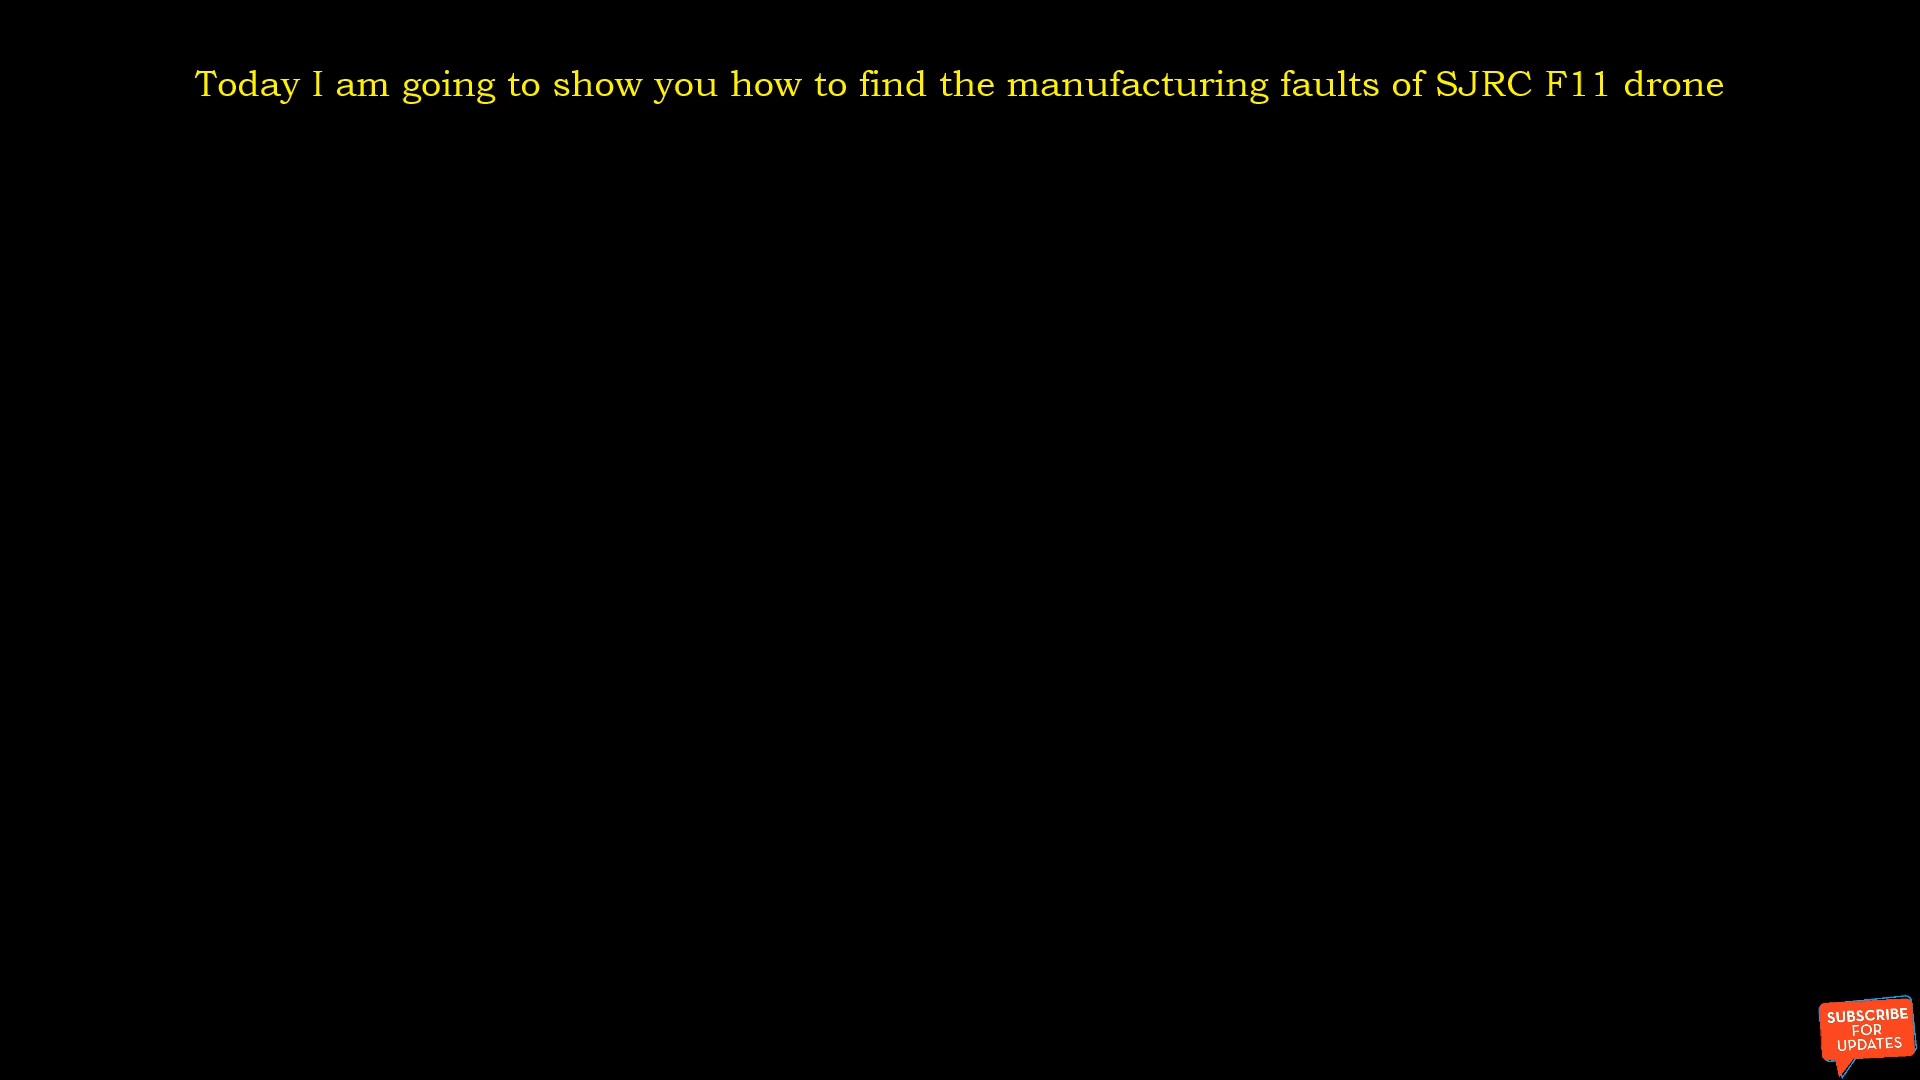 Today I am going to show you how to find the manufacturing faults of SJRC F11 drone
SUBSCRIBE
FOR
UPDATES